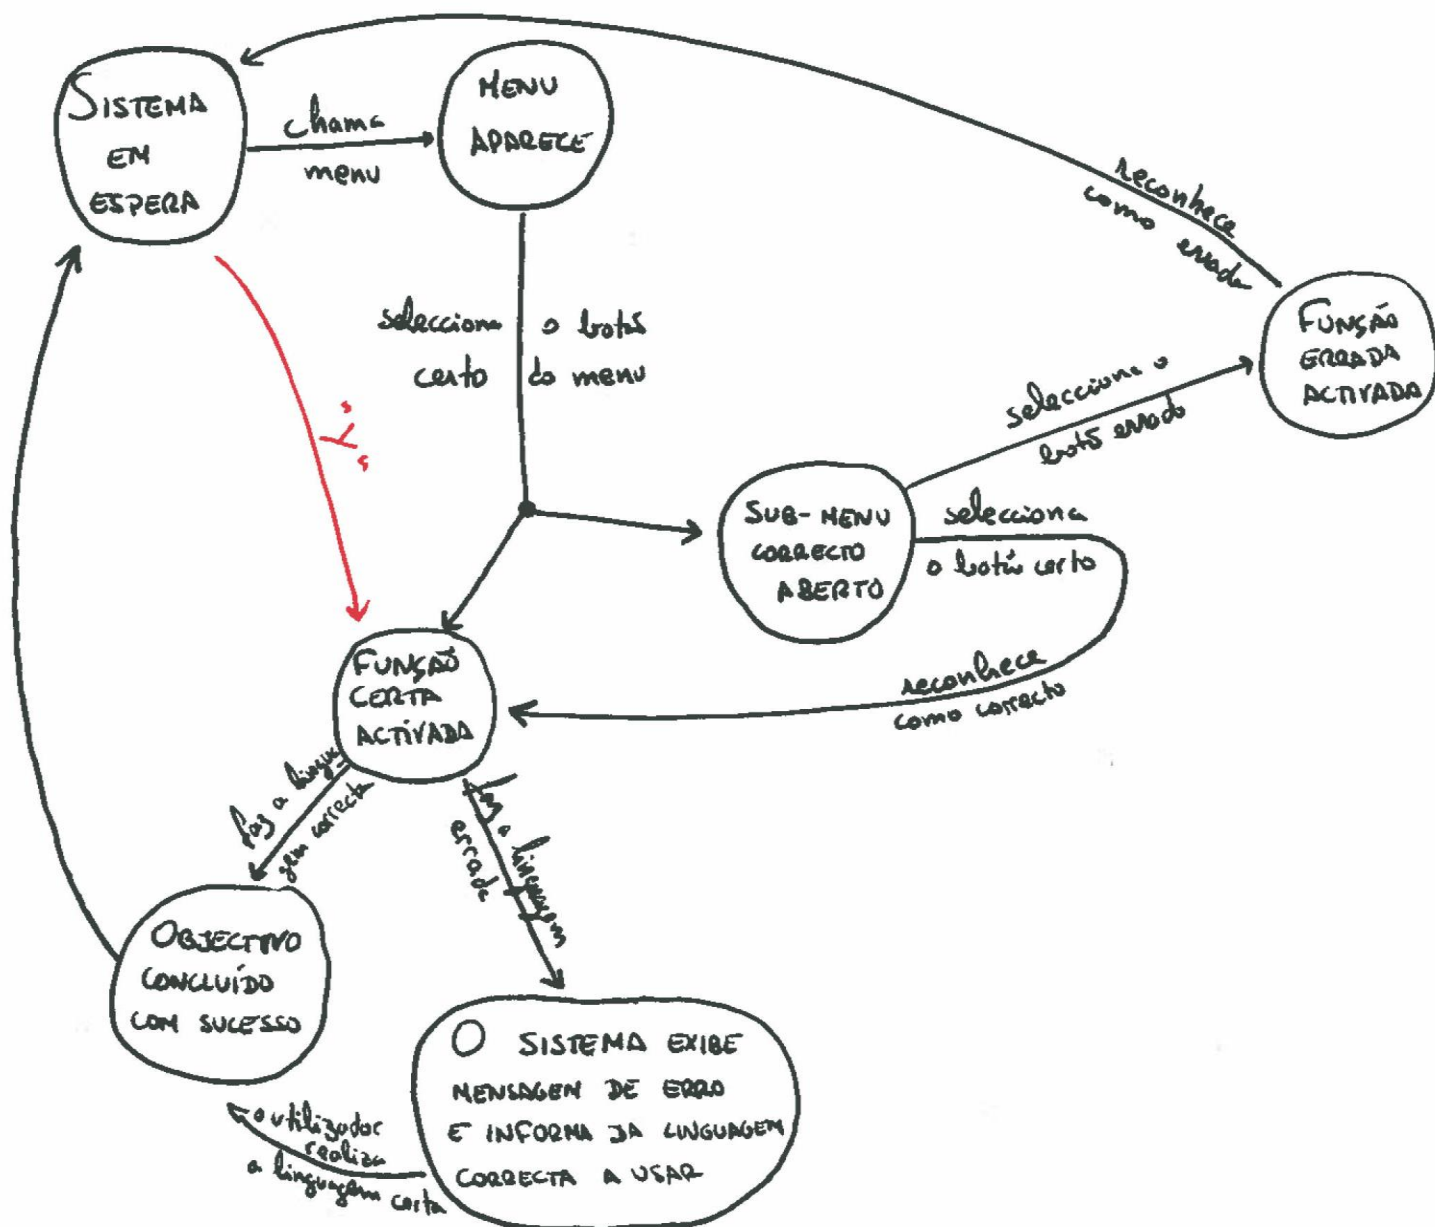 SISTEMA
EM
ESPERA
chama
menu
MENU
APARECE
reconhece
como errada
selecciona o botão
certo do menu
FUNÇÃO
ERRADA
ACTIVADA
selecciona o
botão errado
SUB-MENU
CORRECTO
ABERTO
selecciona
o botão certo
s
s
FUNÇÃO
CERTA
ACTIVADA
reconhece
como correcto
faz a lingua
gem correcta
faz a linguagem
errada
OBJECTIVO
CONCLUÍDO
COM SUCESSO
O SISTEMA EXIBE
MENSAGEM DE ERRO
E INFORMA DA LINGUAGEM
CORRECTA A USAR
o utilizador
realiza
a linguagem certa